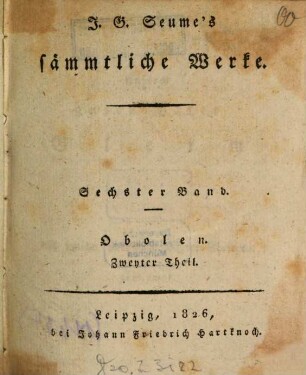 J. G. Seume's
sämmtliche Werke.
Sechster Band.
Obolen.
Zweyter Theil.
Leipzig, 1826,
bei Johann Friedrich Hartknoch.